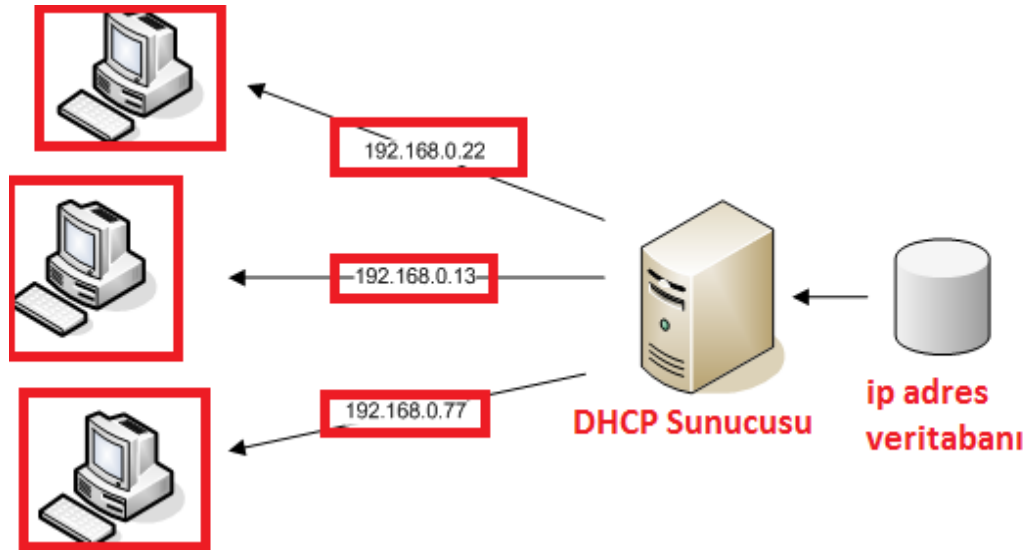 192.168.0.22
192.168.0.13
192.168.0.77
DHCP Sunucusu
ip adres
veritabanı